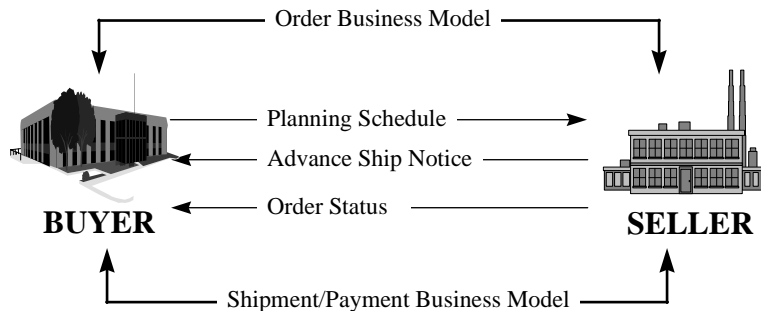 Order Business Model
Planning Schedule
Advance Ship Notice
Order Status
BUYER
SELLER
Shipment/Payment Business Model